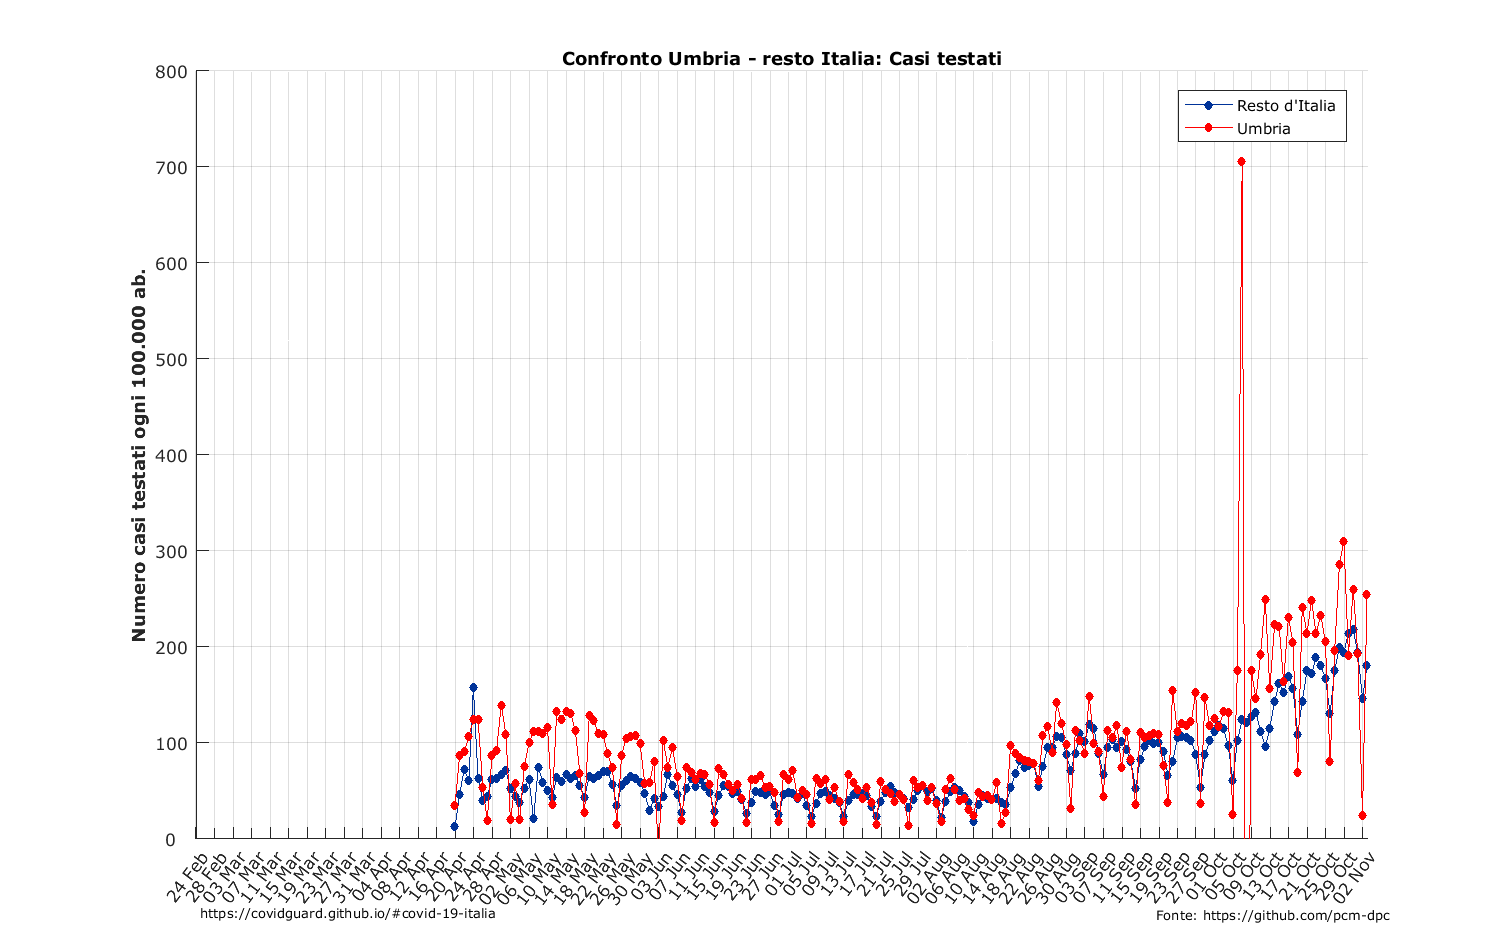 Confronto Umbria - resto Italia: Casi testati
Resto d'Italia
Umbria
Numero casi testati ogni 100.000 ab.
800
700
600
500
400
300
200
100
0
24 Feb
28 Feb
03 Mar
07 Mar
11 Mar
15 Mar
19 Mar
23 Mar
27 Mar
31 Mar
04 Apr
08 Apr
12 Apr
16 Apr
20 Apr
24 Apr
28 Apr
02 May
06 May
10 May
14 May
18 May
22 May
26 May
30 May
03 Jun
07 Jun
11 Jun
15 Jun
19 Jun
23 Jun
27 Jun
01 Jul
05 Jul
09 Jul
13 Jul
17 Jul
21 Jul
25 Jul
29 Jul
02 Aug
06 Aug
10 Aug
14 Aug
18 Aug
22 Aug
26 Aug
30 Aug
03 Sep
07 Sep
11 Sep
15 Sep
19 Sep
23 Sep
27 Sep
01 Oct
05 Oct
09 Oct
13 Oct
17 Oct
21 Oct
25 Oct
29 Oct
02 Nov
https://covidguard.github.io/#covid-19-italia
Fonte: https://github.com/pcm-dpc